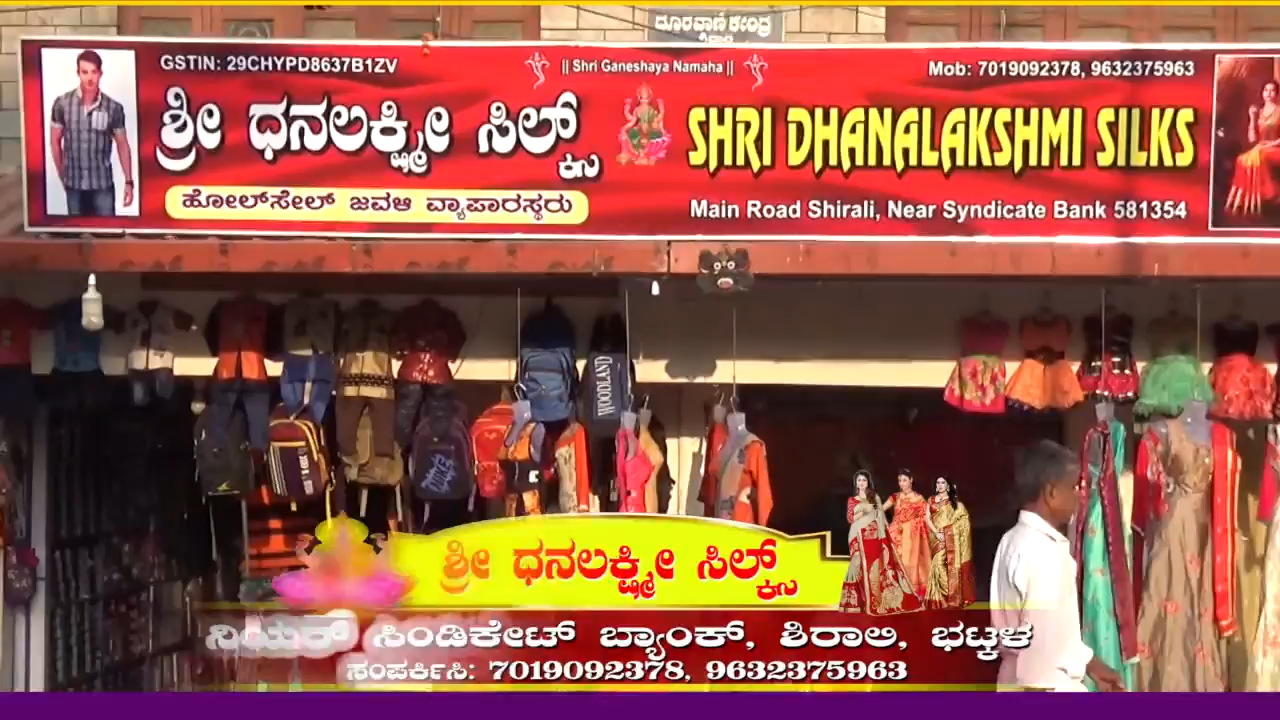 ದೂರವಾಣಿ ಕೇಂದ್ರ
GSTIN: 29CHYPD8637B1ZV
|| Shri Ganeshaya Namaha ||
Mob: 7019092378, 9632375963
ಶ್ರೀ ಧನಲಕ್ಷ್ಮೀ ಸಿಲ್ಕ್ಸ್
SHRI DHANALAKSHMI SILKS
ಹೋಲ್‌ಸೇಲ್ ಜವಳಿ ವ್ಯಾಪಾರಸ್ಥರು
Main Road Shirali, Near Syndicate Bank 581354
WOODLAND
ಶ್ರೀ ಧನಲಕ್ಷ್ಮೀ ಸಿಲ್ಕ್ಸ್
ನಿಯರ್ ಸಿಂಡಿಕೇಟ್ ಬ್ಯಾಂಕ್, ಶಿರಾಲಿ, ಭಟ್ಕಳ
ಸಂಪರ್ಕಿಸಿ: 7019092378, 9632375963